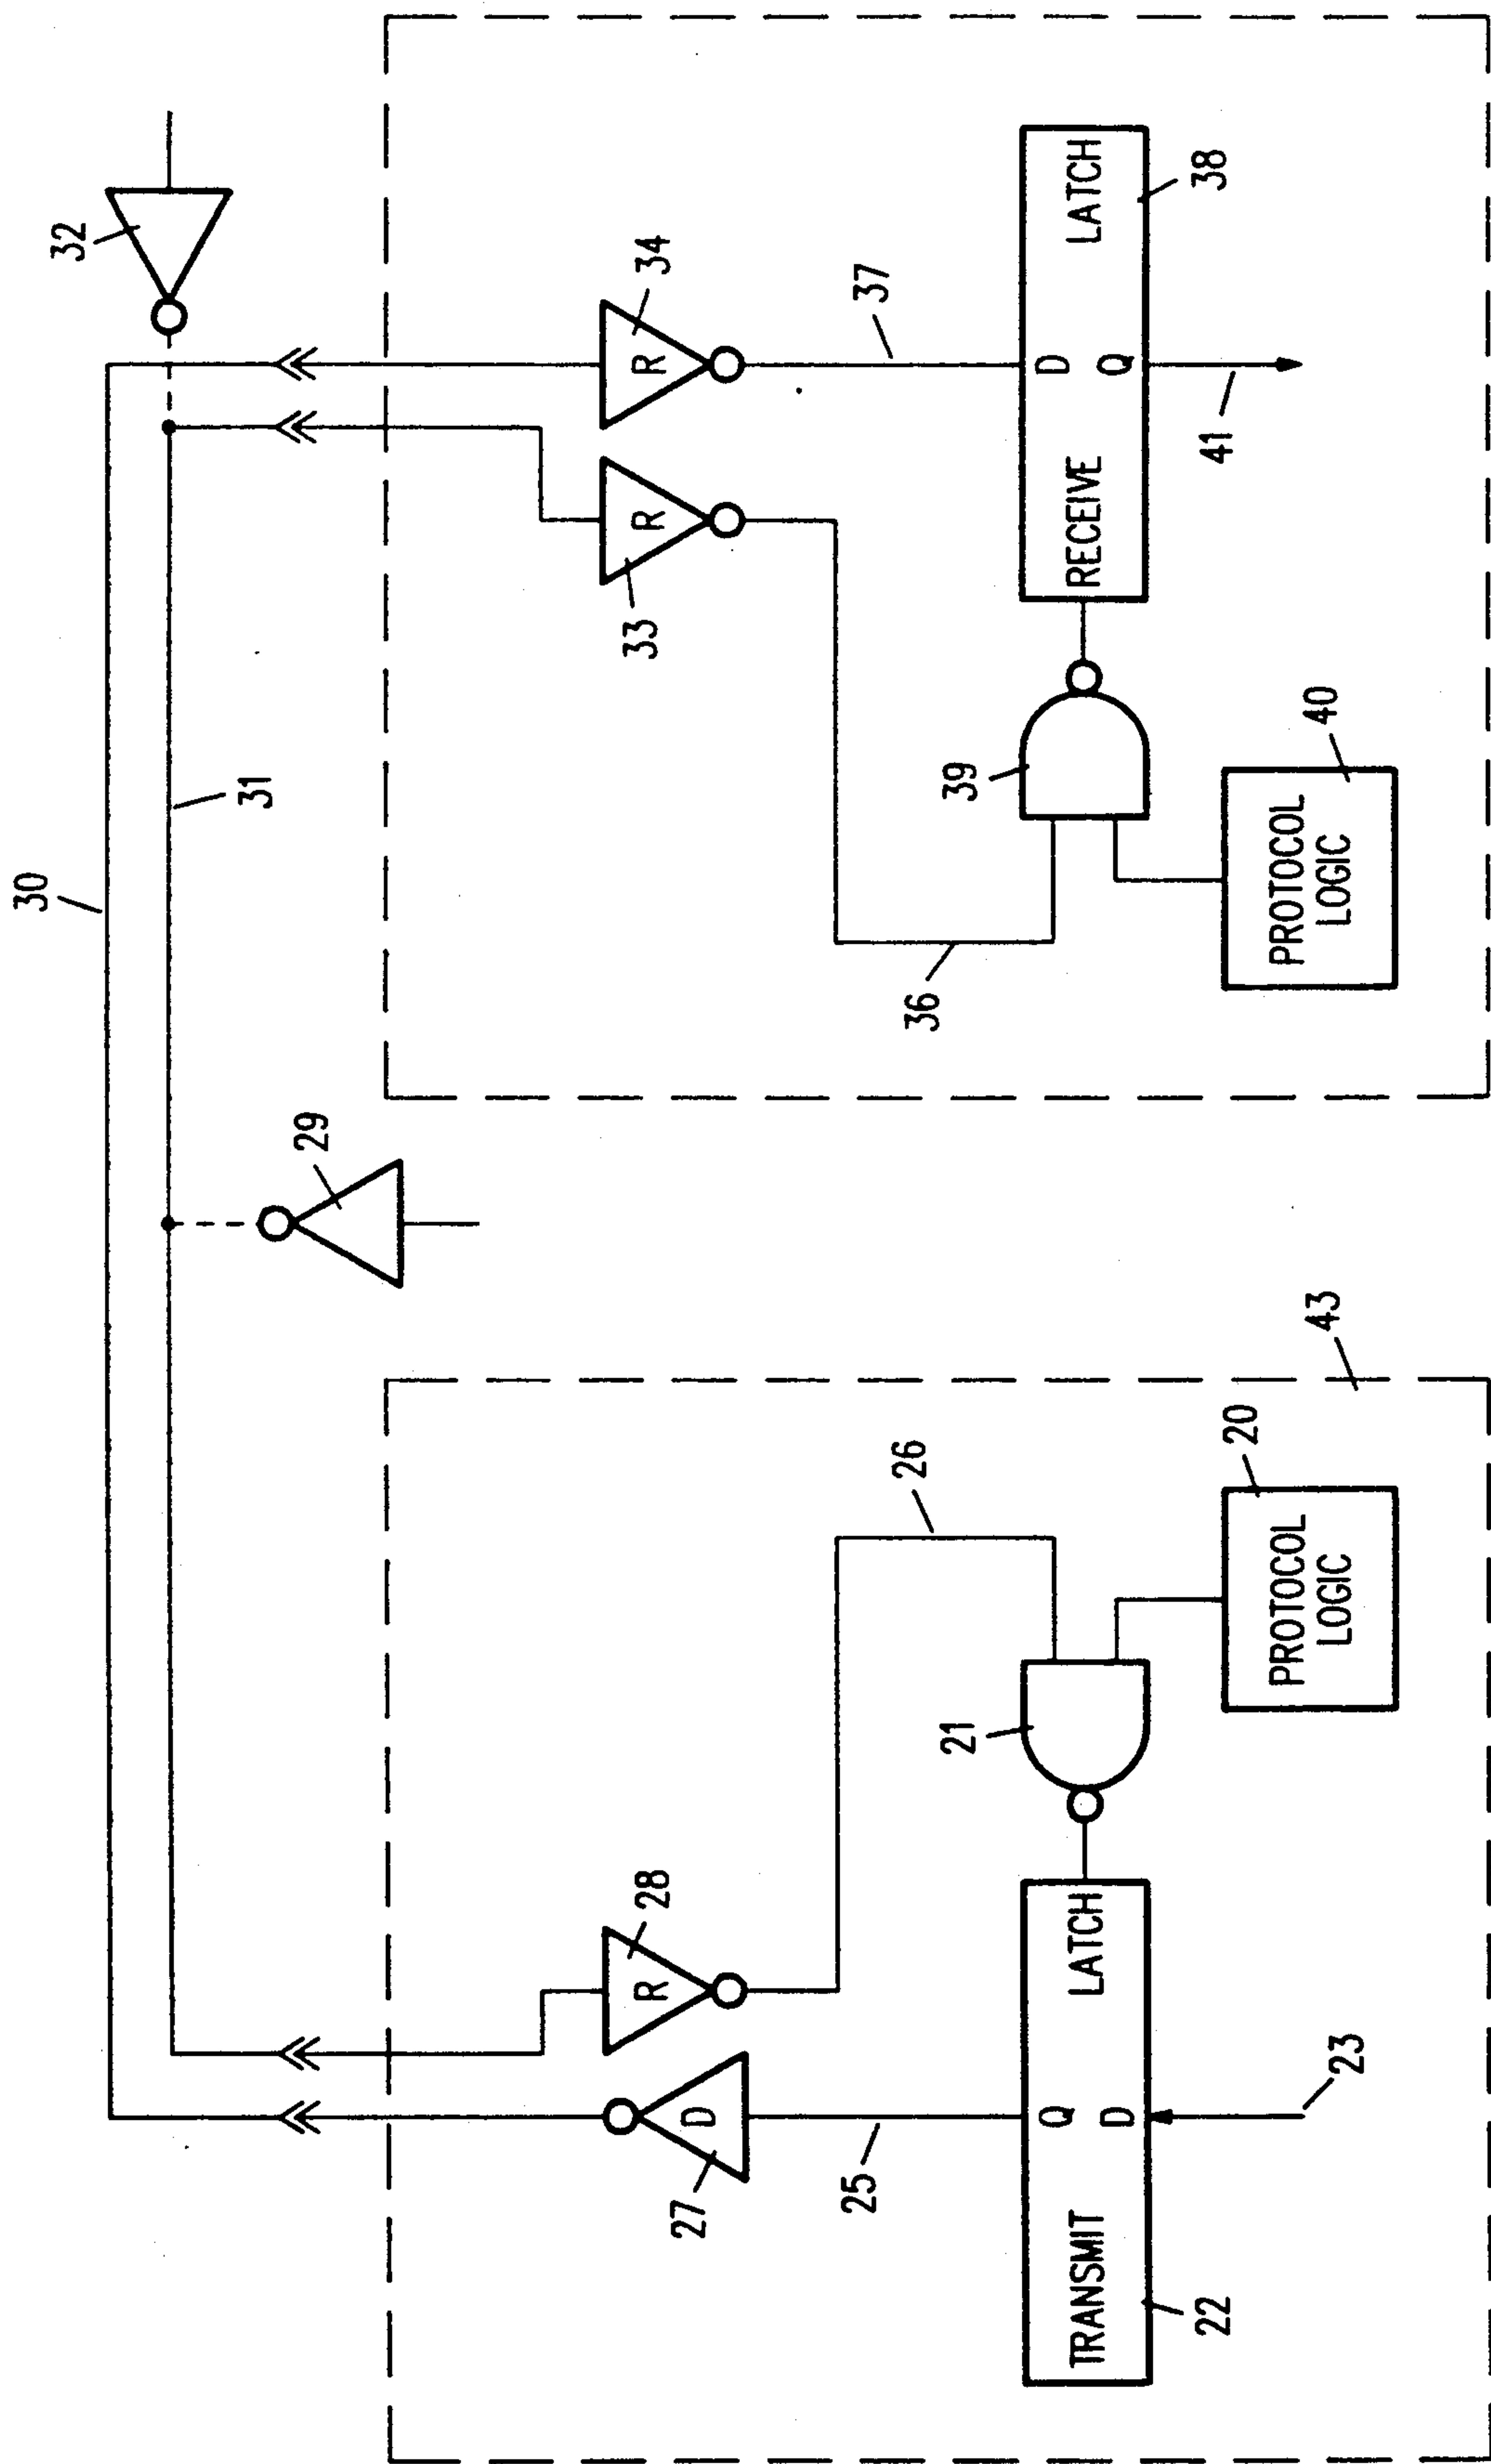 30
31
32
29
43
33
R
34
R
36
37
39
RECEIVE LATCH
D
Q
38
41
PROTOCOL
LOGIC
40
27
D
28
R
25
26
21
TRANSMIT LATCH
Q
D
22
23
PROTOCOL
LOGIC
20